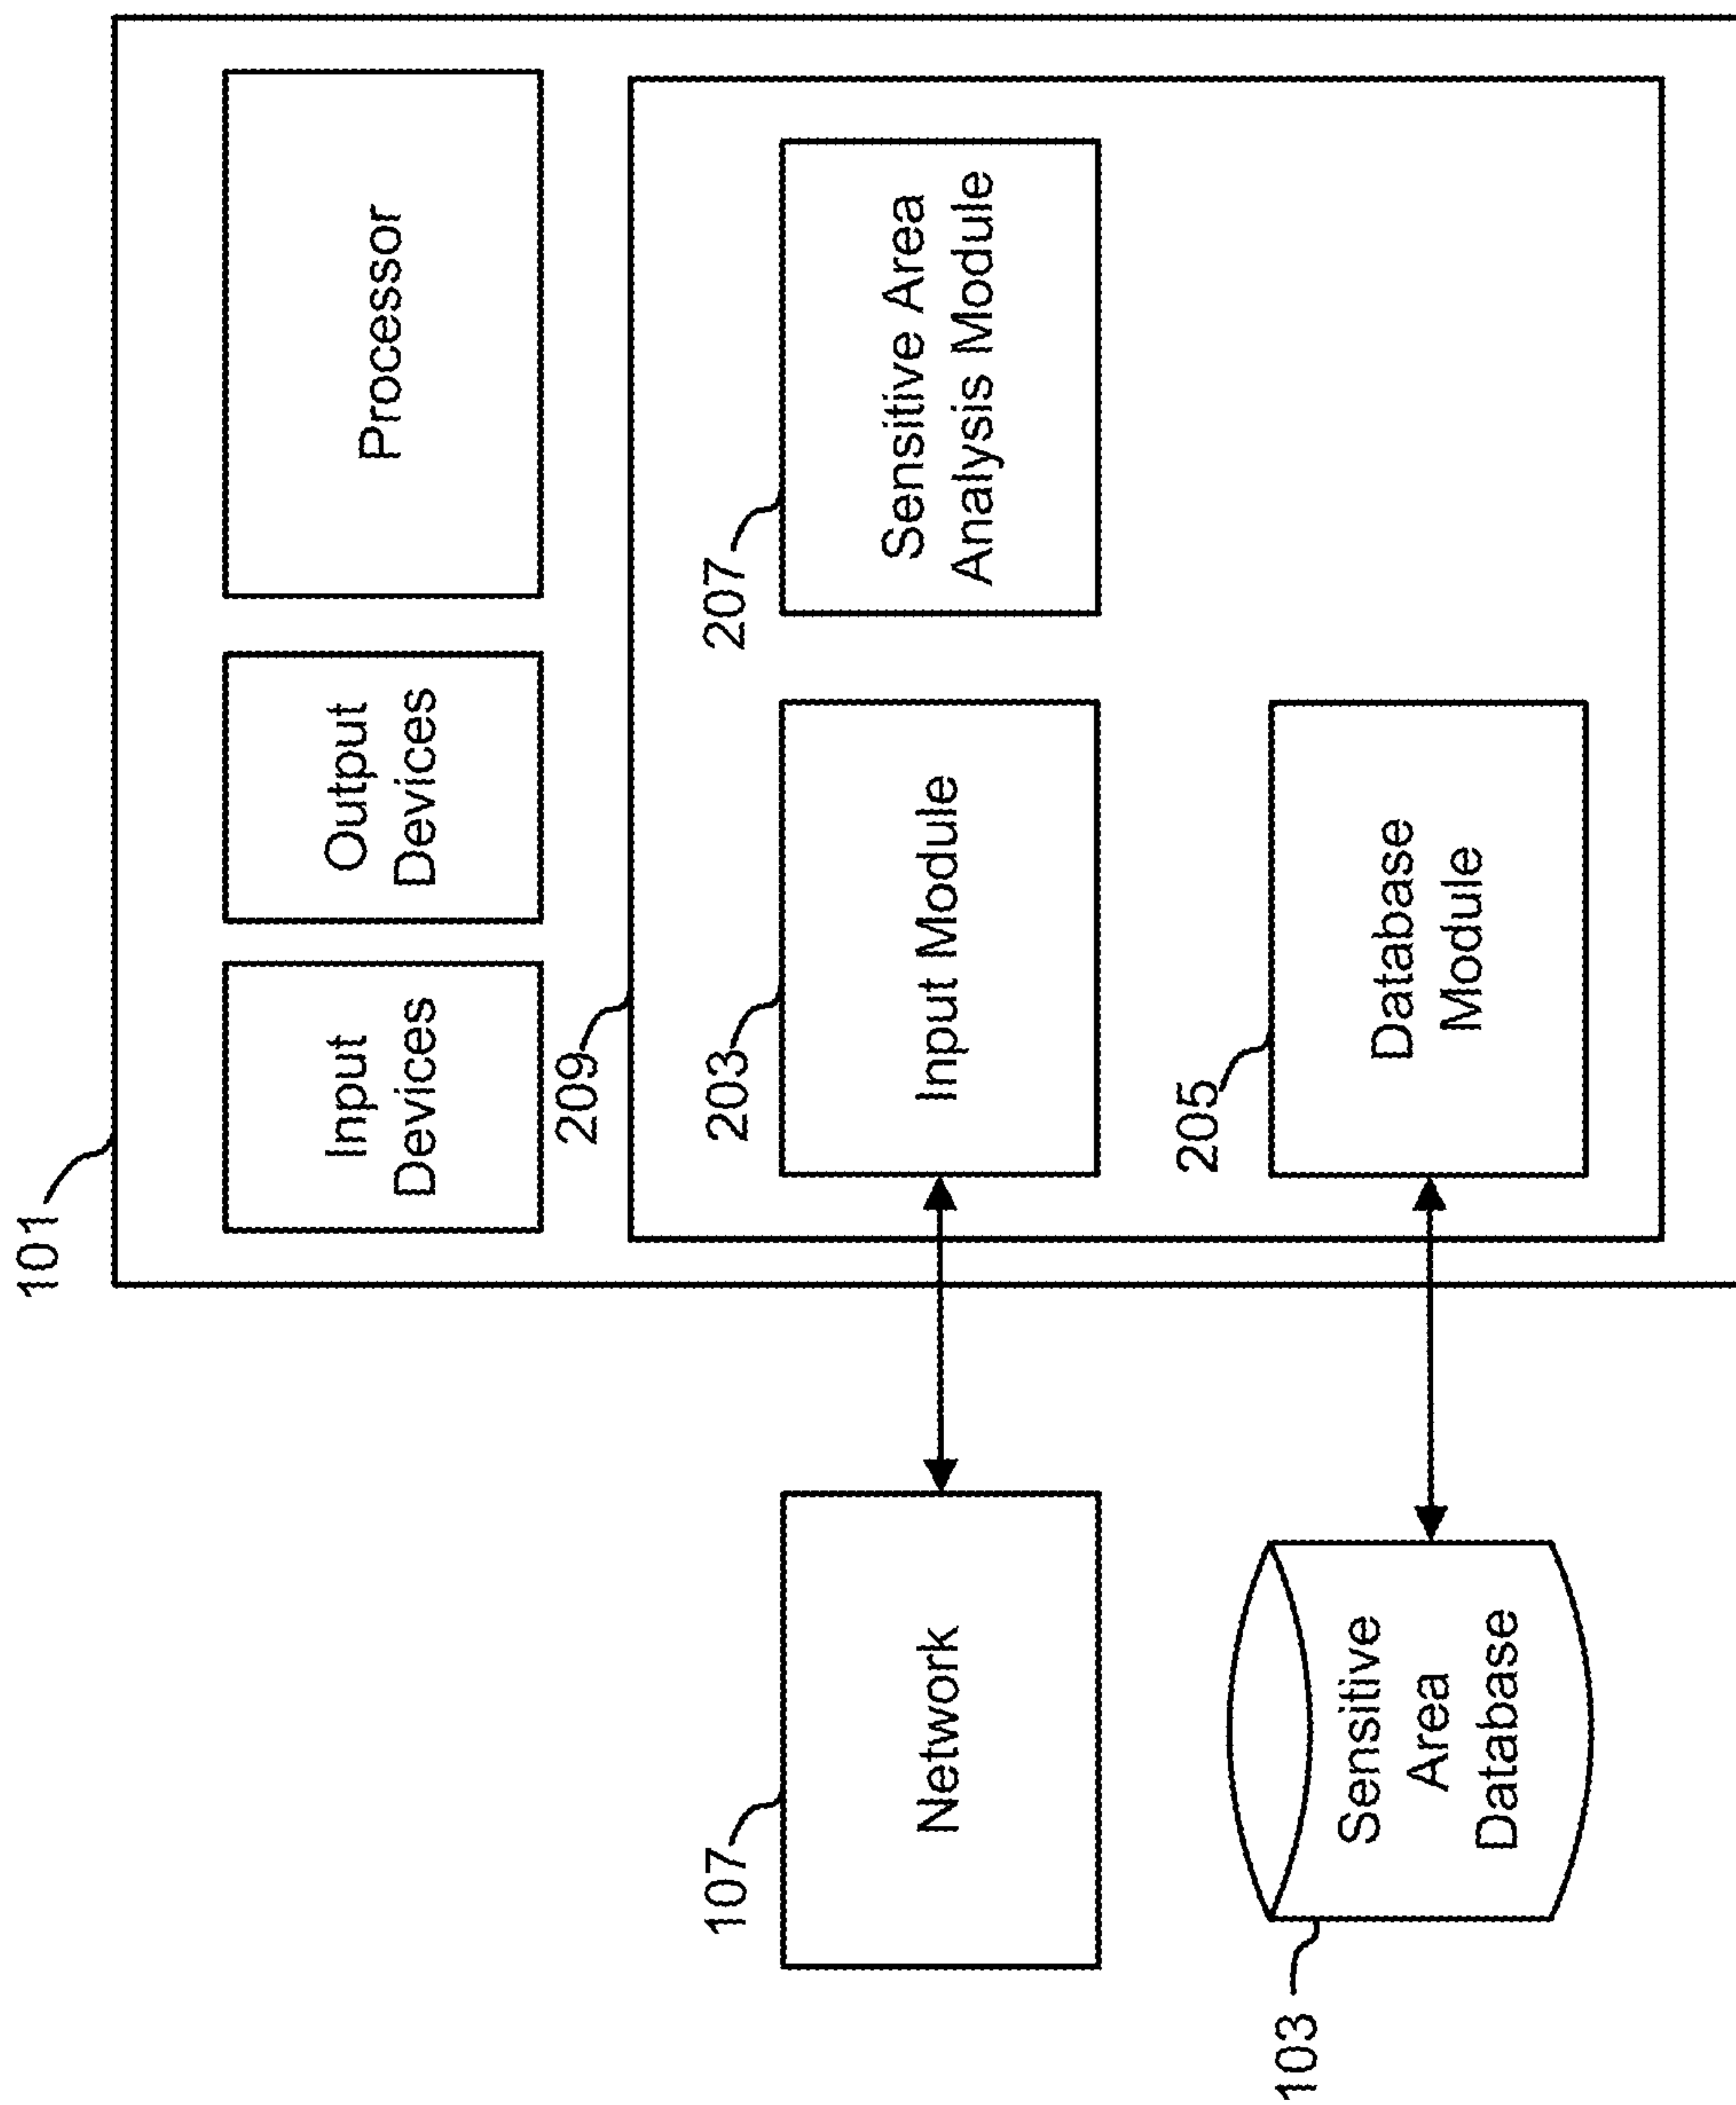 101
Input
Devices
Output
Devices
Processor
209
107
Network
203
Input Module
207
Sensitive Area
Analysis Module
103
Sensitive
Area
Database
205
Database
Module